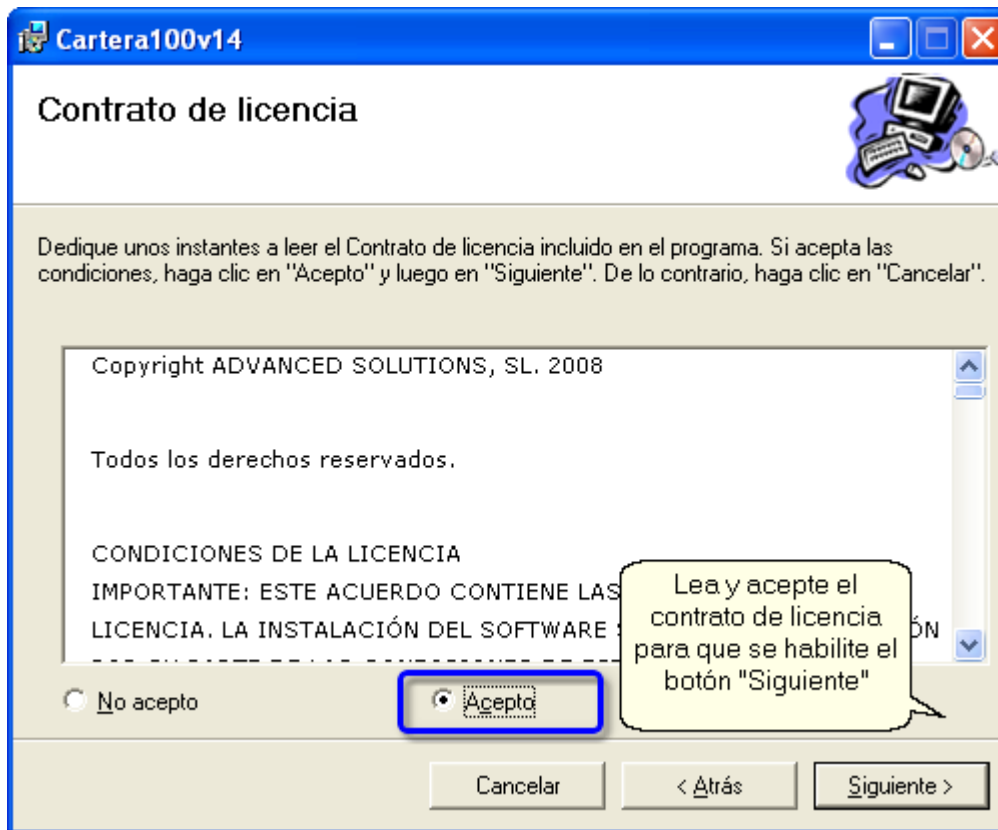 Cartera100v14
Contrato de licencia
Dedique unos instantes a leer el Contrato de licencia incluido en el programa. Si acepta las
condiciones, haga clic en "Acepto" y luego en "Siguiente". De lo contrario, haga clic en "Cancelar".
Copyright ADVANCED SOLUTIONS, SL. 2008
Todos los derechos reservados.
CONDICIONES DE LA LICENCIA
IMPORTANTE: ESTE ACUERDO CONTIENE LAS
LICENCIA. LA INSTALACIÓN DEL SOFTWARE
Lea y acepte el
contrato de licencia
para que se habilite el
botón "Siguiente"
No acepto
Acepto
Cancelar
< Atrás
Siguiente >